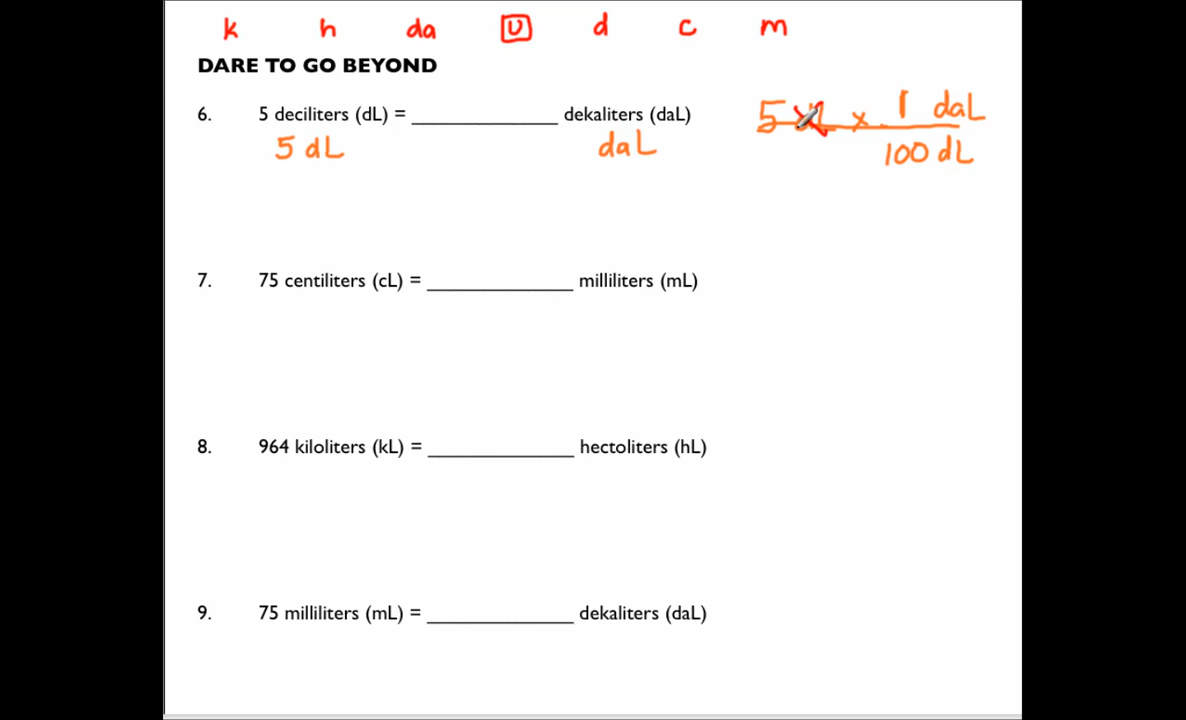 k h da U d c m
DARE TO GO BEYOND
6. 5 deciliters (dL) = _____________ dekaliters (daL)
5 dL daL
5 x 1 daL
100 dL
7. 75 centiliters (cL) = _____________ milliliters (mL)
8. 964 kiloliters (kL) = _____________ hectoliters (hL)
9. 75 milliliters (mL) = _____________ dekaliters (daL)